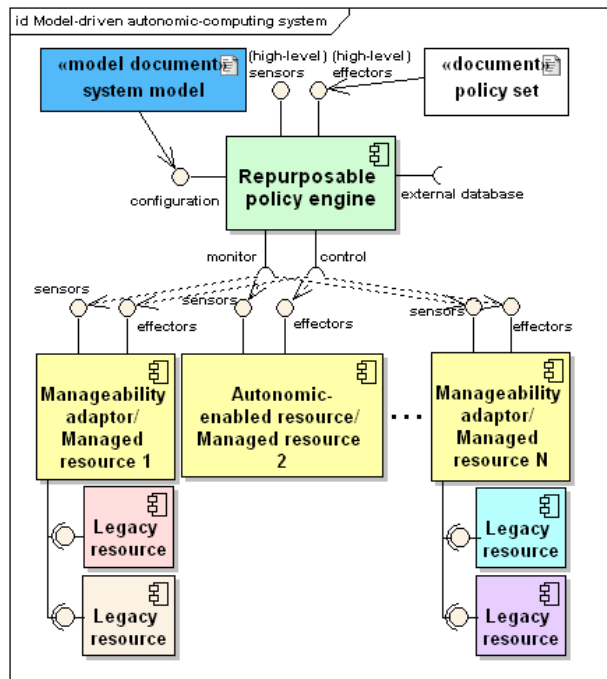 id Model-driven autonomic-computing system
«model document»
system model
(high-level) (high-level)
sensors effectors
«document»
policy set
Repurposable
policy engine
configuration
external database
monitor control
sensors
effectors
sensors
effectors
sensors
effectors
Manageability
adaptor/
Managed
resource 1
Autonomic-
enabled resource/
Managed resource
2
...
Manageability
adaptor/
Managed
resource N
Legacy
resource
Legacy
resource
Legacy
resource
Legacy
resource